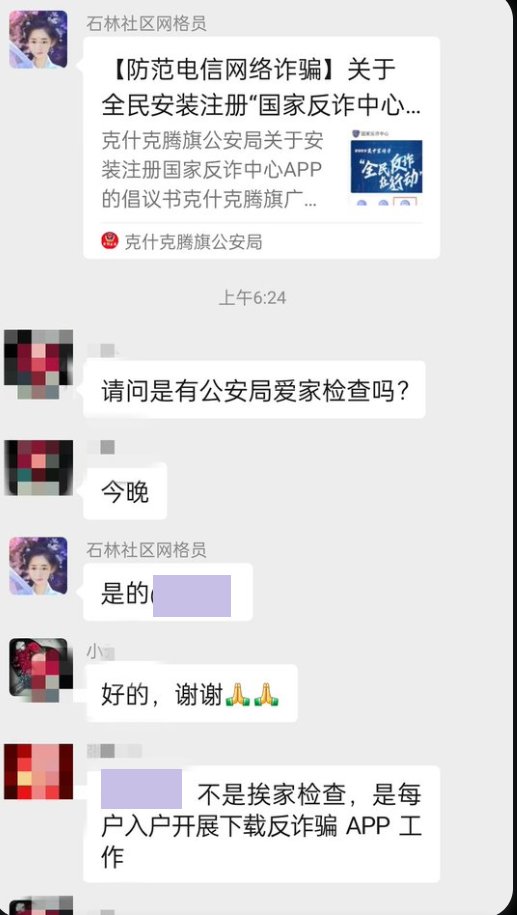 石林社区网格员
【防范电信网络诈骗】关于
全民安装注册“国家反诈中心...
克什克腾旗公安局关于安
装注册国家反诈中心APP
的倡议书克什克腾旗广...
国家反诈中心
“全民反诈
在行动”
克什克腾旗公安局
上午6:24
请问是有公安局爱家检查吗?
今晚
石林社区网格员
是的
小
好的，谢谢🙏🙏
不是挨家检查，是每
户入户开展下载反诈骗 APP 工
作